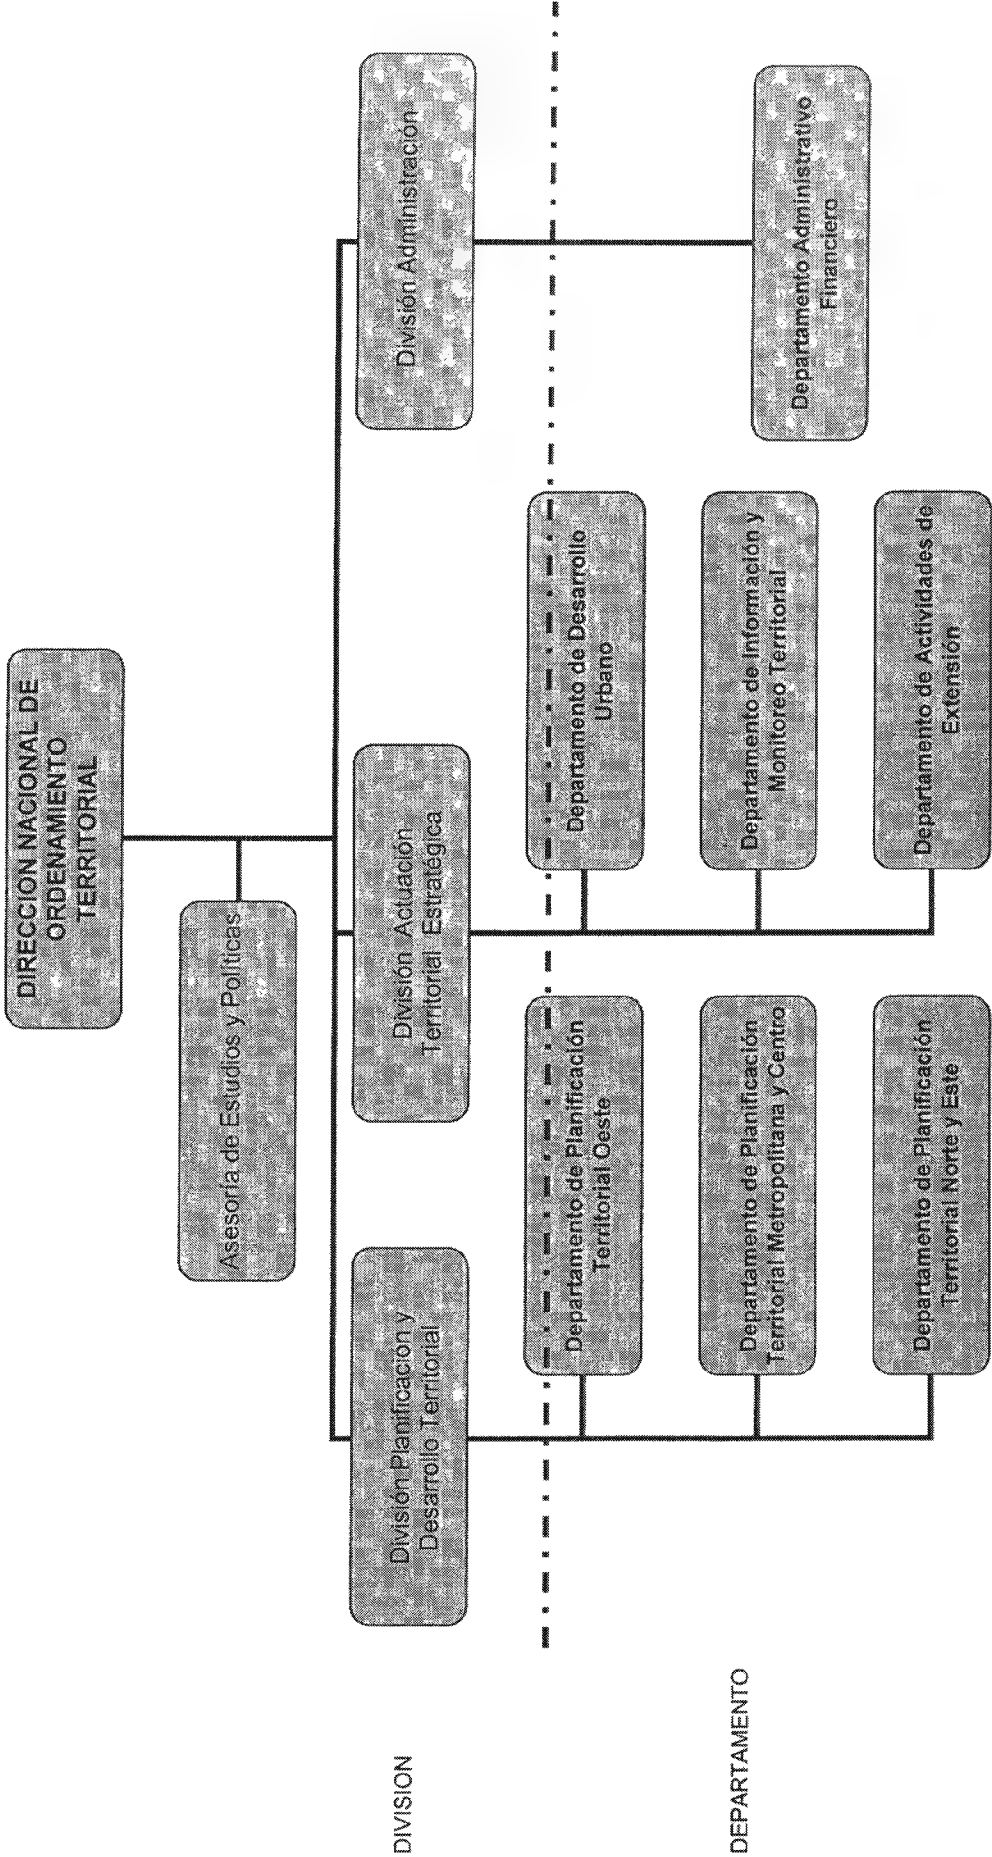 DIRECCION NACIONAL DE
ORDENAMIENTO
TERRITORIAL
Asesoría de Estudios y Políticas
DIVISION
División Planificacion y
Desarrollo Territorial
División Actuación
Territorial Estratégica
División Administración
DEPARTAMENTO
Departamento de Planificación
Territorial Oeste
Departamento de Planificación
Territorial Metropolitana y Centro
Departamento de Planificación
Territorial Norte y Este
Departamento de Desarrollo
Urbano
Departamento de Información y
Monitoreo Territorial
Departamento de Actividades de
Extensión
Departamento Administrativo
Financiero